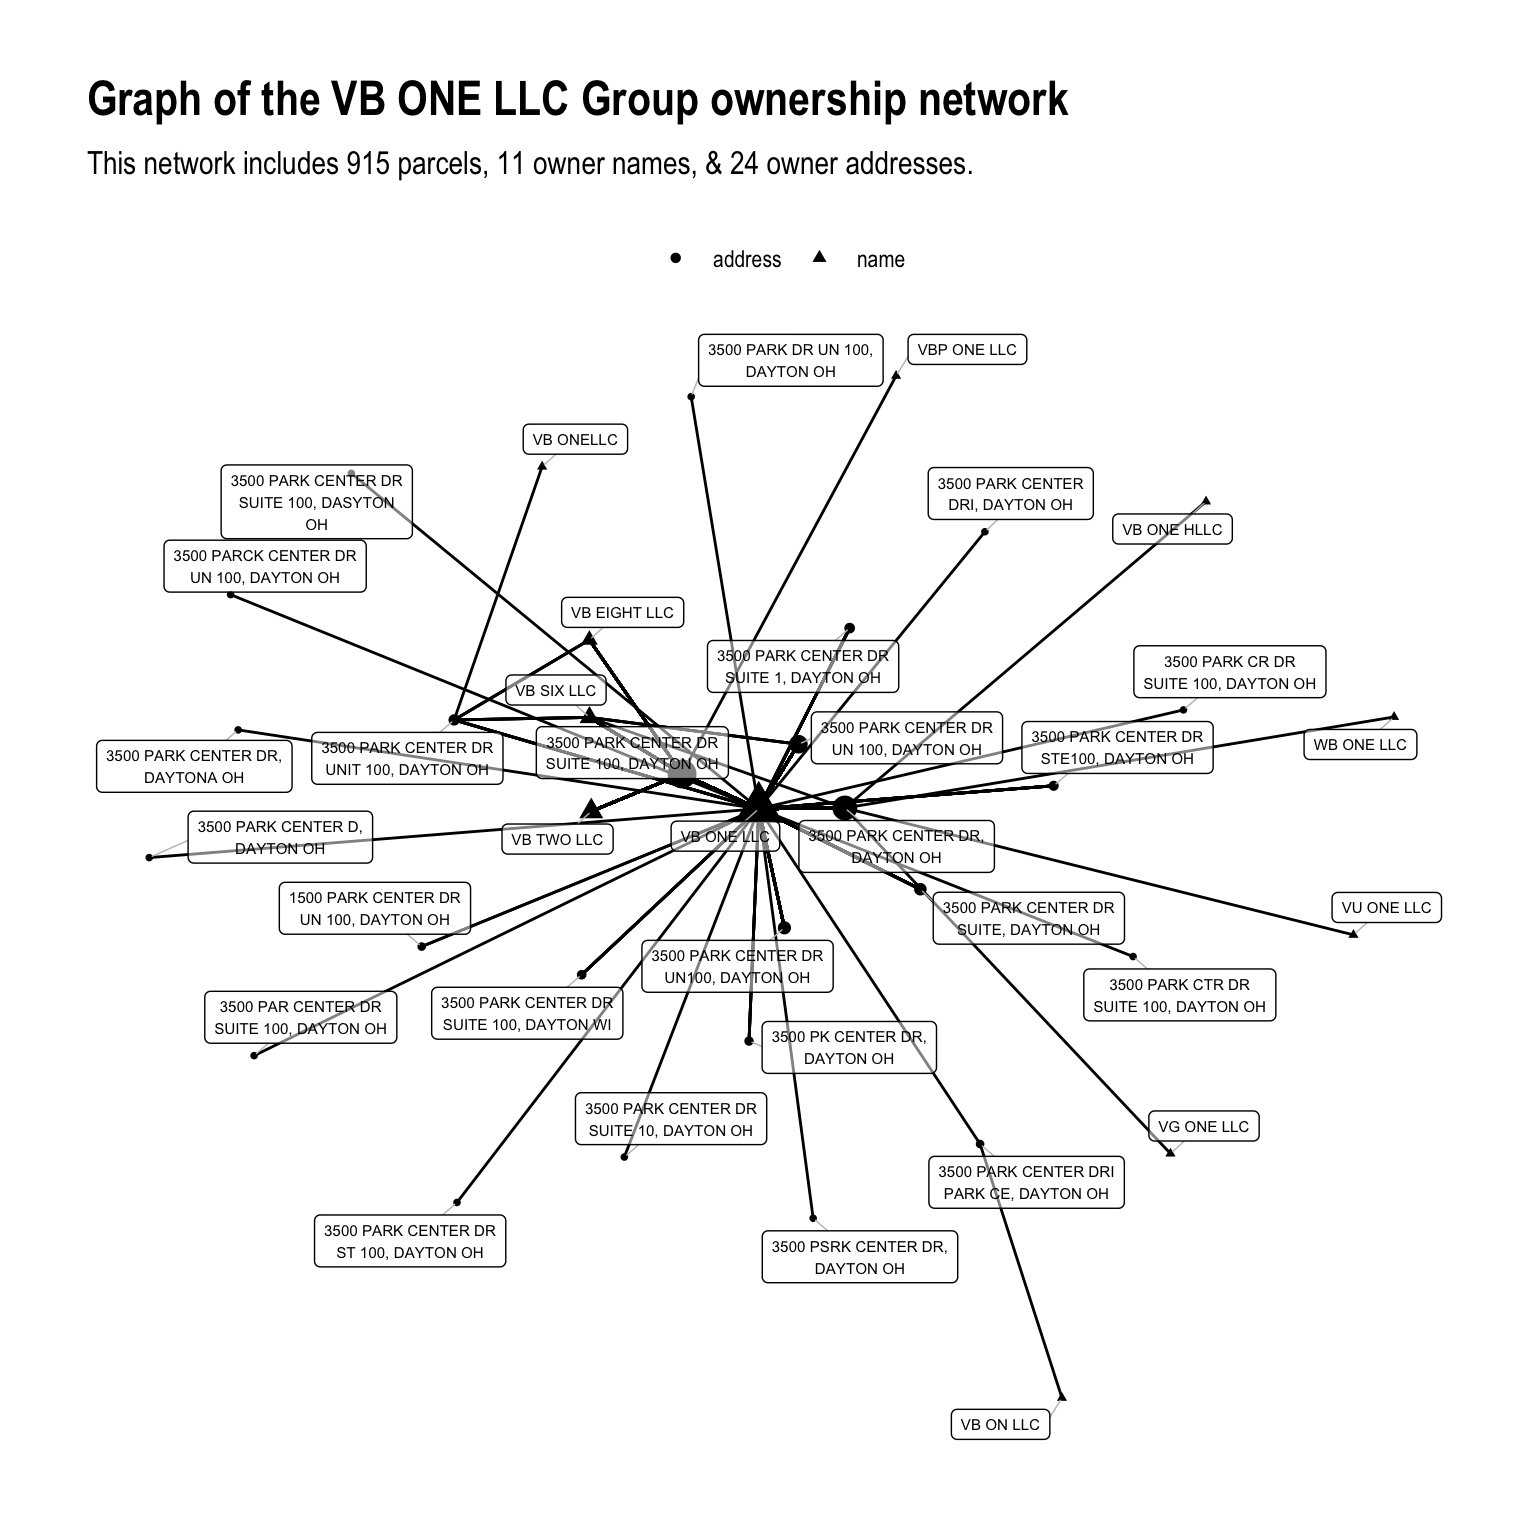 Graph of the VB ONE LLC Group ownership network
This network includes 915 parcels, 11 owner names, & 24 owner addresses.
address
name
3500 PARK DR UN 100,
DAYTON OH
VBP ONE LLC
VB ONELLC
3500 PARK CENTER DR
SUITE 100, DASYTON
OH
3500 PARK CENTER
DRI, DAYTON OH
VB ONE HLLC
3500 PARCK CENTER DR
UN 100, DAYTON OH
VB EIGHT LLC
3500 PARK CENTER DR
SUITE 1, DAYTON OH
3500 PARK CR DR
SUITE 100, DAYTON OH
VB SIX LLC
3500 PARK CENTER DR,
DAYTONA OH
3500 PARK CENTER DR
UNIT 100, DAYTON OH
3500 PARK CENTER DR
SUITE 100, DAYTON OH
3500 PARK CENTER DR
UN 100, DAYTON OH
3500 PARK CENTER DR
STE100, DAYTON OH
WB ONE LLC
3500 PARK CENTER D,
DAYTON OH
VB TWO LLC
VB ONE LLC
3500 PARK CENTER DR,
DAYTON OH
1500 PARK CENTER DR
UN 100, DAYTON OH
3500 PARK CENTER DR
SUITE, DAYTON OH
VU ONE LLC
3500 PARK CENTER DR
UN100, DAYTON OH
3500 PARK CTR DR
SUITE 100, DAYTON OH
3500 PAR CENTER DR
SUITE 100, DAYTON OH
3500 PARK CENTER DR
SUITE 100, DAYTON WI
3500 PK CENTER DR,
DAYTON OH
3500 PARK CENTER DR
SUITE 10, DAYTON OH
VG ONE LLC
3500 PARK CENTER DRI
PARK CE, DAYTON OH
3500 PARK CENTER DR
ST 100, DAYTON OH
3500 PSRK CENTER DR,
DAYTON OH
VB ON LLC